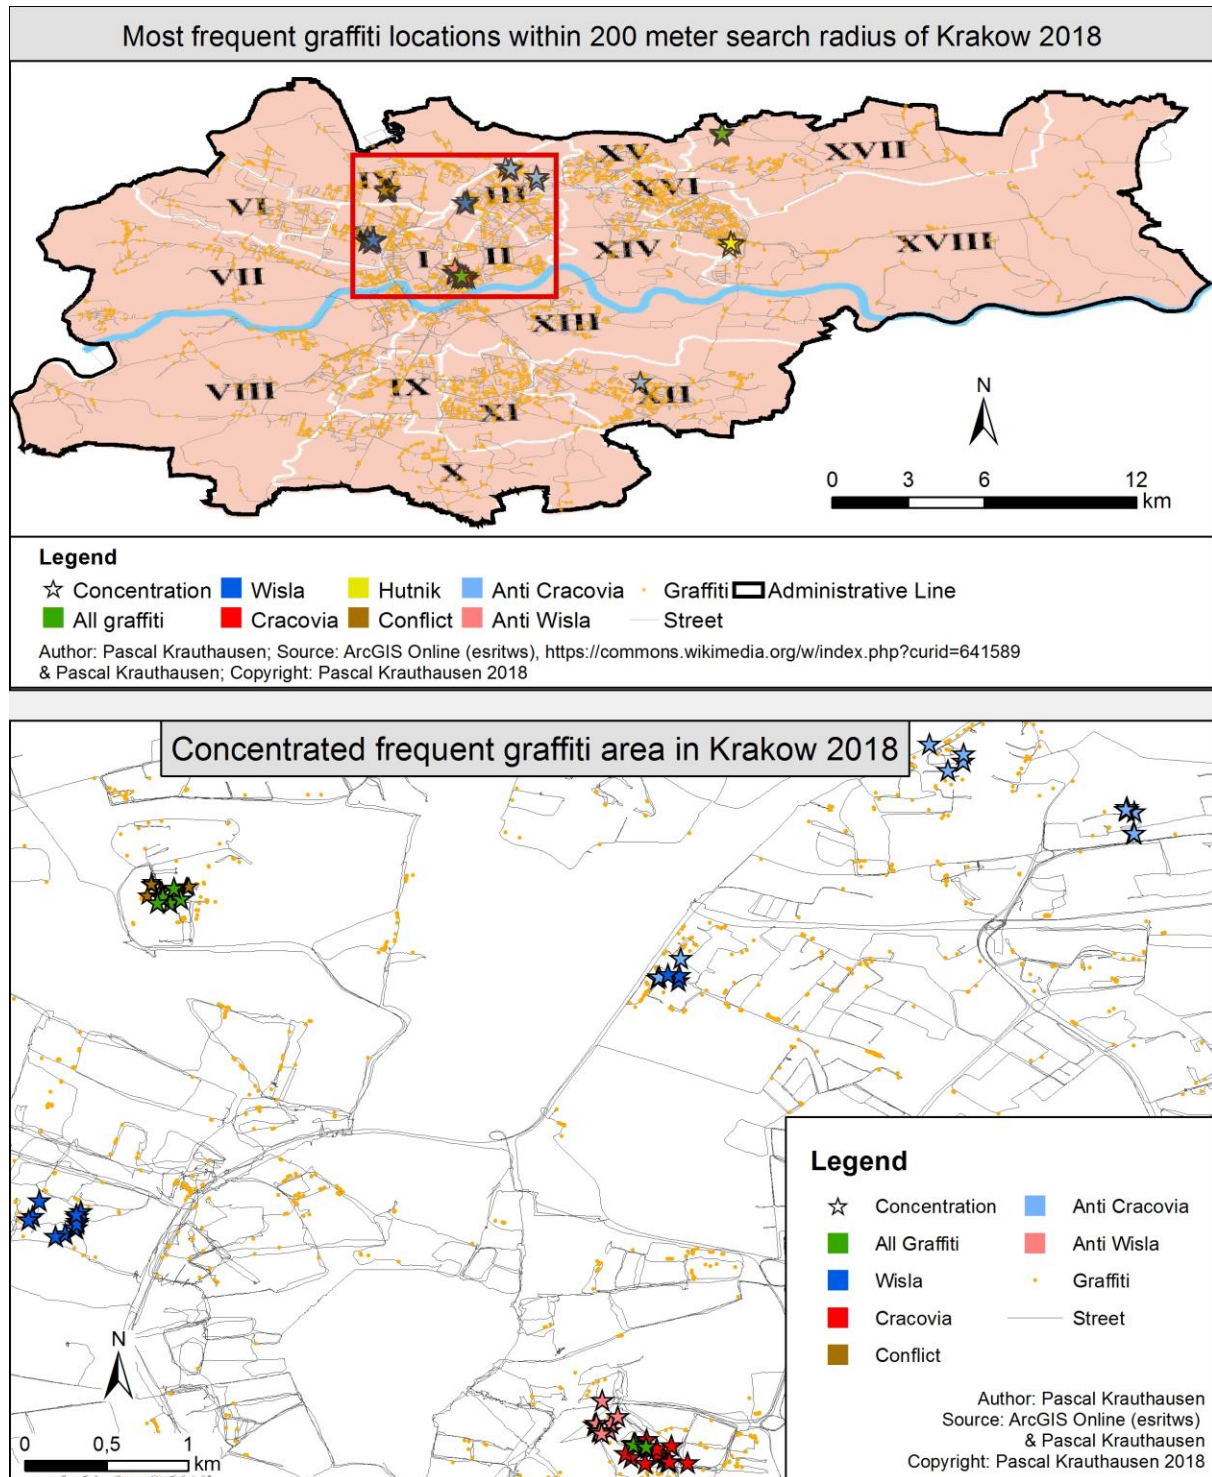 Most frequent graffiti locations within 200 meter search radius of Krakow 2018
XV
XVII
IV
III
XVI
VI
XIV
XVIII
I
II
VII
XIII
VIII
IX
XI
XII
X
N
0 3 6 12
km
Legend
Concentration Wisla Hutnik Anti Cracovia Graffiti Administrative Line
All graffiti Cracovia Conflict Anti Wisla Street
Author: Pascal Krauthausen; Source: ArcGIS Online (esritws), https://commons.wikimedia.org/w/index.php?curid=641589
& Pascal Krauthausen; Copyright: Pascal Krauthausen 2018
Concentrated frequent graffiti area in Krakow 2018
N
0 0,5 1
km
Legend
Concentration Anti Cracovia
All Graffiti Anti Wisla
Wisla Graffiti
Cracovia Street
Conflict
Author: Pascal Krauthausen
Source: ArcGIS Online (esritws)
& Pascal Krauthausen
Copyright: Pascal Krauthausen 2018